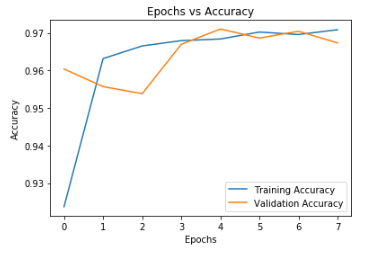 Epochs vs Accuracy
0.97
0.96
0.95
0.94
0.93
Accuracy
Training Accuracy
Validation Accuracy
0 1 2 3 4 5 6 7
Epochs